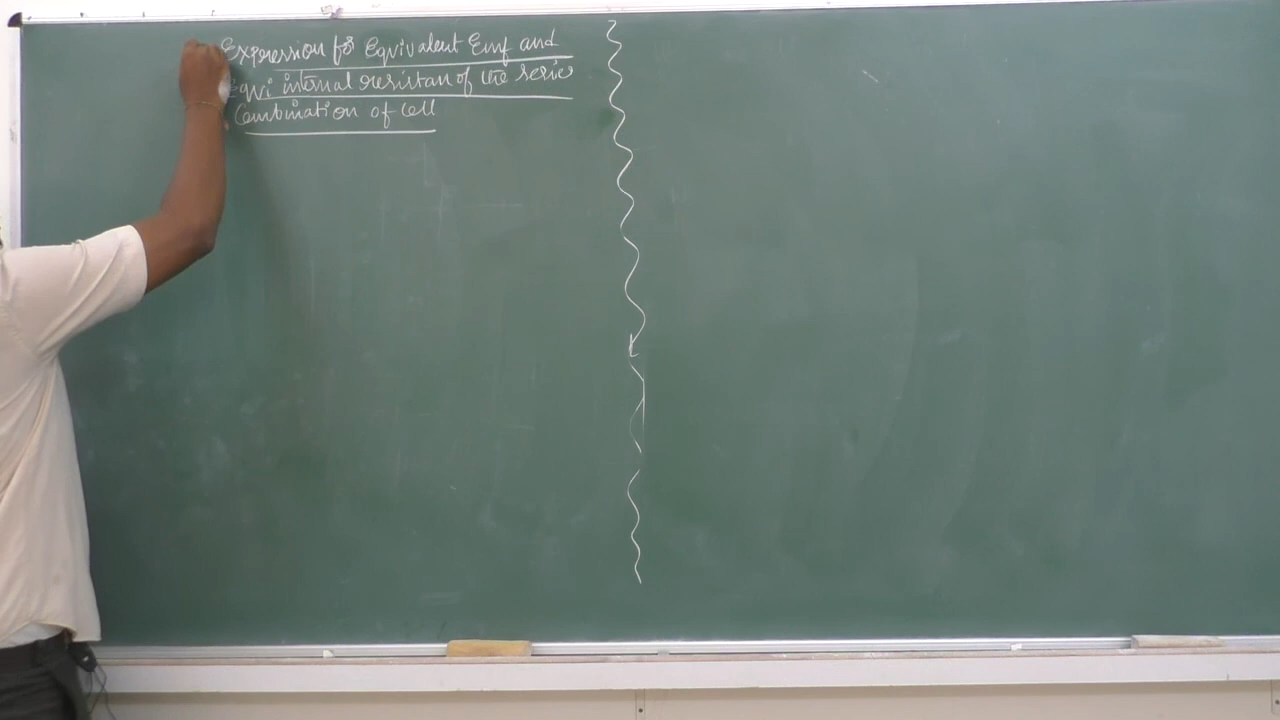 Expression for Equivalent Emf and
equi internal resistan of the series
Combination of Cell